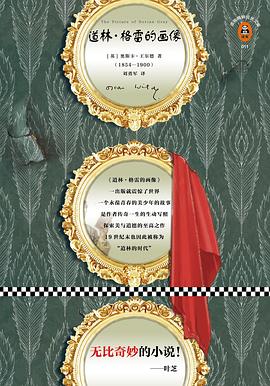 The Picture of Dorian Gray
道林·格雷的画像
[英] 奥斯卡·王尔德 著
(1854—1900)
刘勇军 译
《道林·格雷的画像》
一出版就震惊了世界
一个永葆青春的美少年的故事
是作者传奇一生的生动写照
探索美与道德的至高之作
19世纪末也因此被称为
“道林的时代”
无比奇妙的小说!
——叶芝